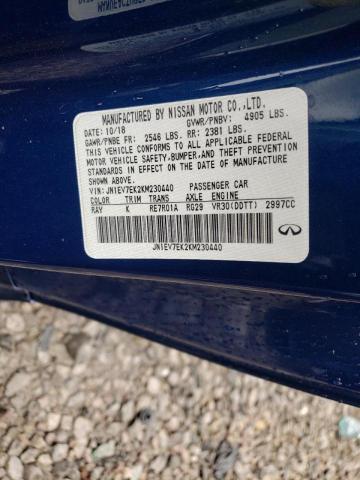 MANUFACTURED BY NISSAN MOTOR CO.,LTD.
DATE: 10/18 GVWR/PNBV: 4905 LBS.
GAWR/PNBE FR: 2546 LBS. RR: 2381 LBS.
THIS VEHICLE CONFORMS TO ALL APPLICABLE FEDERAL
MOTOR VEHICLE SAFETY, BUMPER, AND THEFT PREVENTION
STANDARDS IN EFFECT ON THE DATE OF MANUFACTURE
SHOWN ABOVE.
VIN: JN1EV7EK2KM230440 PASSENGER CAR
COLOR TRIM TRANS AXLE ENGINE
RAY K RE7R01A RG29 VR30(DDTT) 2997CC
JN1EV7EK2KM230440
INFINITI